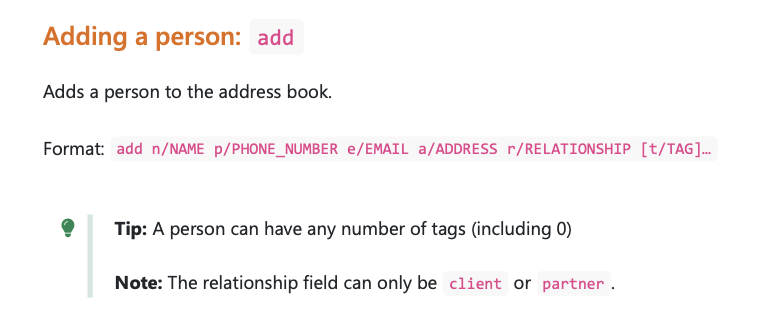 Adding a person: add
Adds a person to the address book.
Format: add n/NAME p/PHONE_NUMBER e/EMAIL a/ADDRESS r/RELATIONSHIP [t/TAG]…
Tip: A person can have any number of tags (including 0)
Note: The relationship field can only be client or partner.